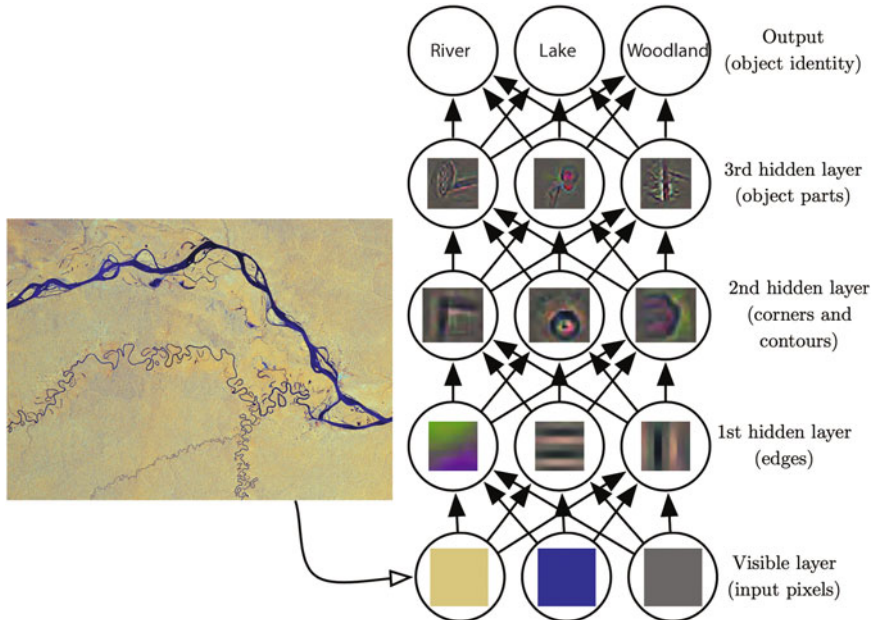 River
Lake
Woodland
Output
(object identity)
3rd hidden layer
(object parts)
2nd hidden layer
(corners and
contours)
1st hidden layer
(edges)
Visible layer
(input pixels)